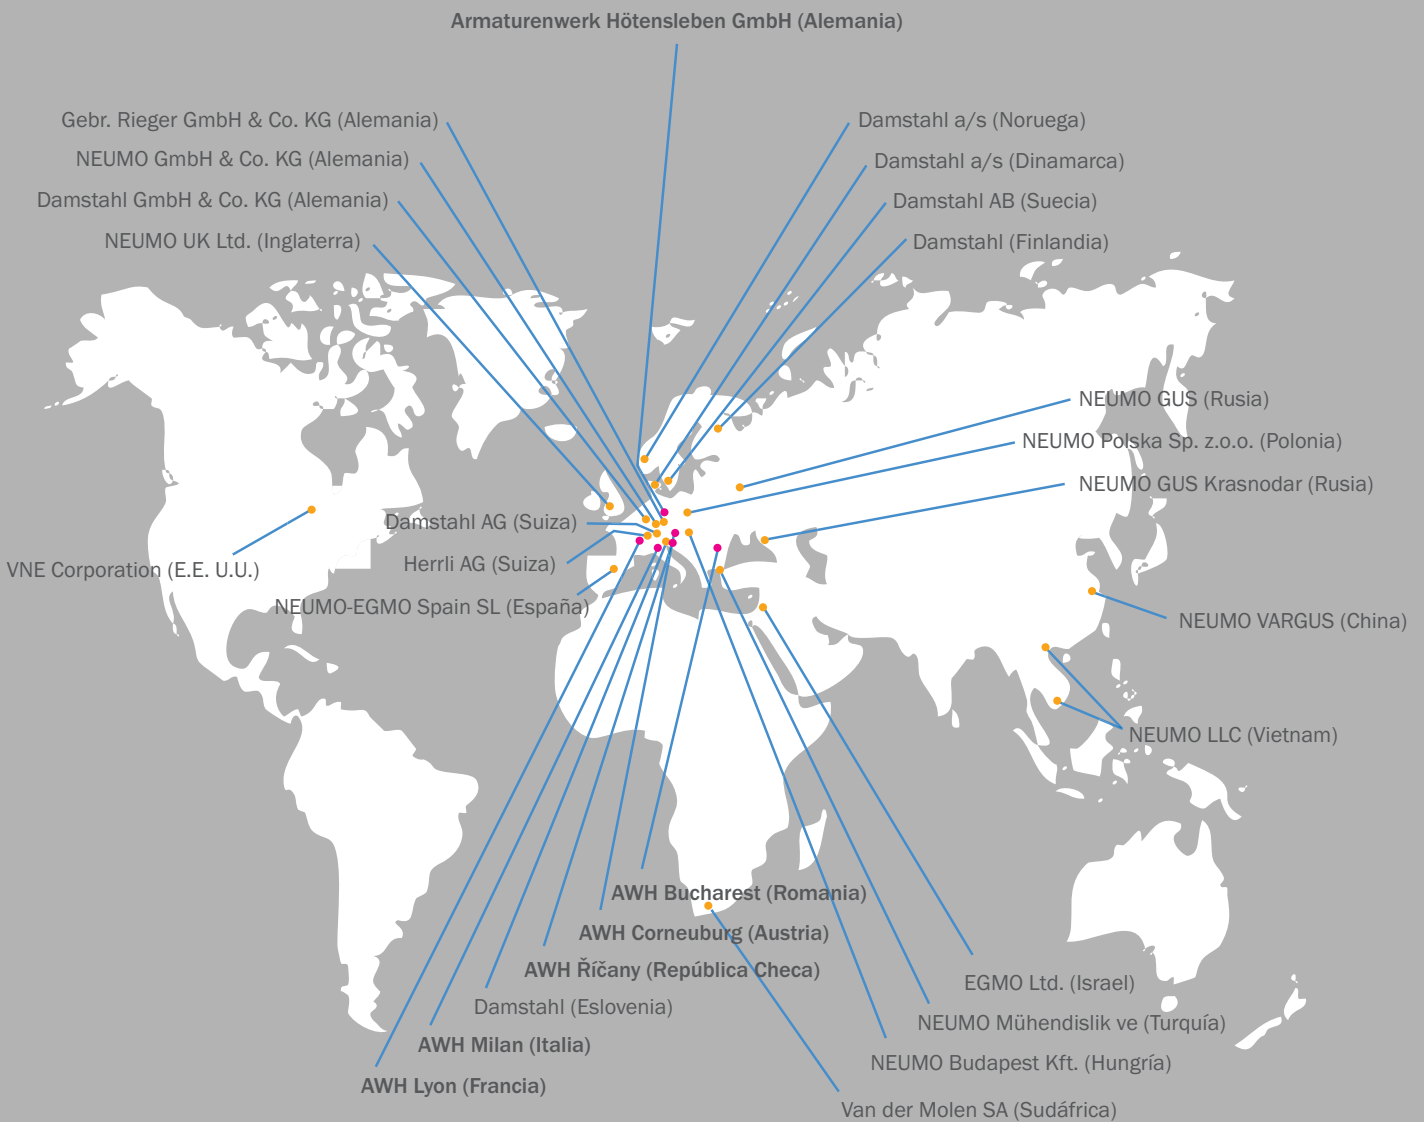 Armaturenwerk Hötensleben GmbH (Alemania)
Gebr. Rieger GmbH & Co. KG (Alemania)
NEUMO GmbH & Co. KG (Alemania)
Damstahl GmbH & Co. KG (Alemania)
NEUMO UK Ltd. (Inglaterra)
Damstahl a/s (Noruega)
Damstahl a/s (Dinamarca)
Damstahl AB (Suecia)
Damstahl (Finlandia)
NEUMO GUS (Rusia)
NEUMO Polska Sp. z.o.o. (Polonia)
NEUMO GUS Krasnodar (Rusia)
Damstahl AG (Suiza)
Herrli AG (Suiza)
VNE Corporation (E.E. U.U.)
NEUMO-EGMO Spain SL (España)
NEUMO VARGUS (China)
NEUMO LLC (Vietnam)
AWH Bucharest (Romania)
AWH Corneuburg (Austria)
AWH Říčany (República Checa)
Damstahl (Eslovenia)
AWH Milan (Italia)
AWH Lyon (Francia)
EGMO Ltd. (Israel)
NEUMO Mühendislik ve (Turquía)
NEUMO Budapest Kft. (Hungría)
Van der Molen SA (Sudáfrica)